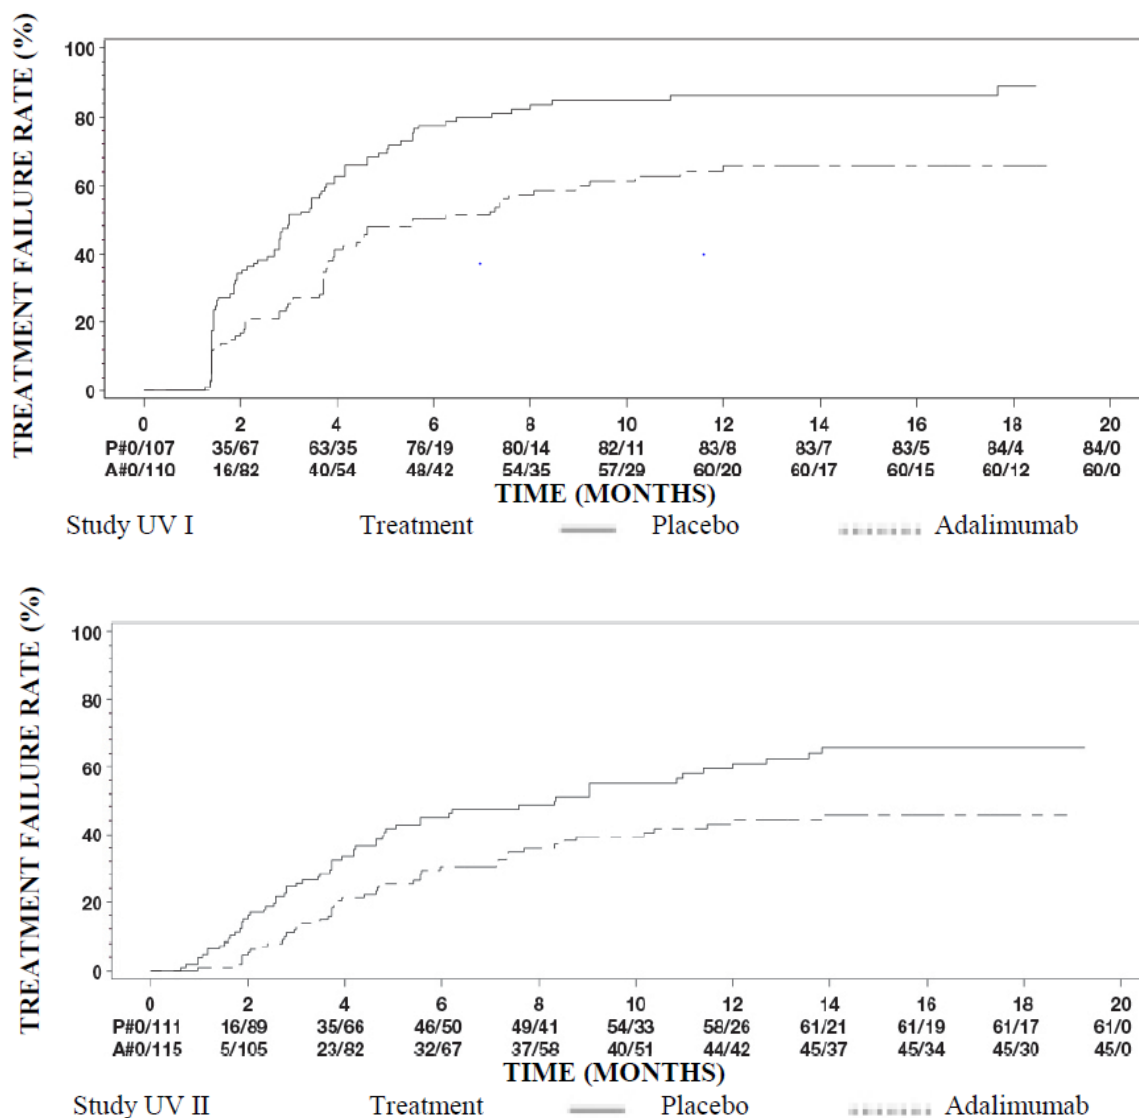 TREATMENT FAILURE RATE (%)
100
80
60
40
20
0
0 2 4 6 8 10 12 14 16 18 20
P#0/107 35/67 63/35 76/19 80/14 82/11 83/8 83/7 83/5 84/4 84/0
A#0/110 16/82 40/54 48/42 54/35 57/29 60/20 60/17 60/15 60/12 60/0
TIME (MONTHS)
Study UV I Treatment Placebo Adalimumab
TREATMENT FAILURE RATE (%)
100
80
60
40
20
0
0 2 4 6 8 10 12 14 16 18 20
P#0/111 16/89 35/66 46/50 49/41 54/33 58/26 61/21 61/19 61/17 61/0
A#0/115 5/105 23/82 32/67 37/58 40/51 44/42 45/37 45/34 45/30 45/0
TIME (MONTHS)
Study UV II Treatment Placebo Adalimumab